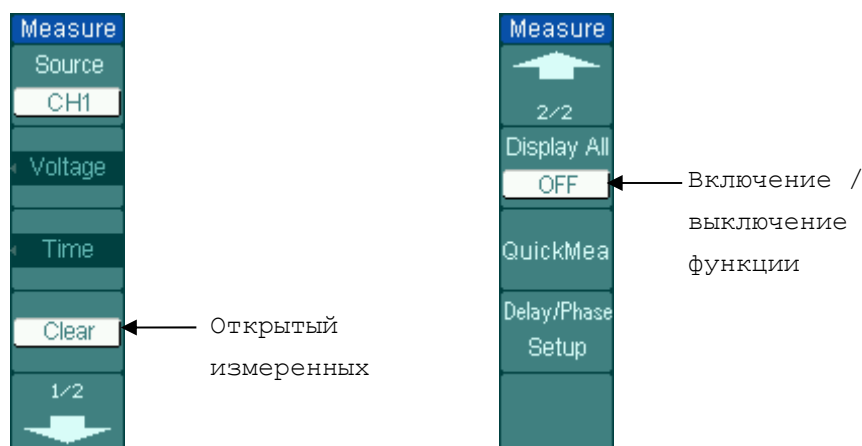 Measure
Source
CH1
Voltage
Time
Clear
1/2
Открытый
измеренных
Measure
2/2
Display All
OFF
QuickMea
Delay/Phase
Setup
Включение /
выключение
функции